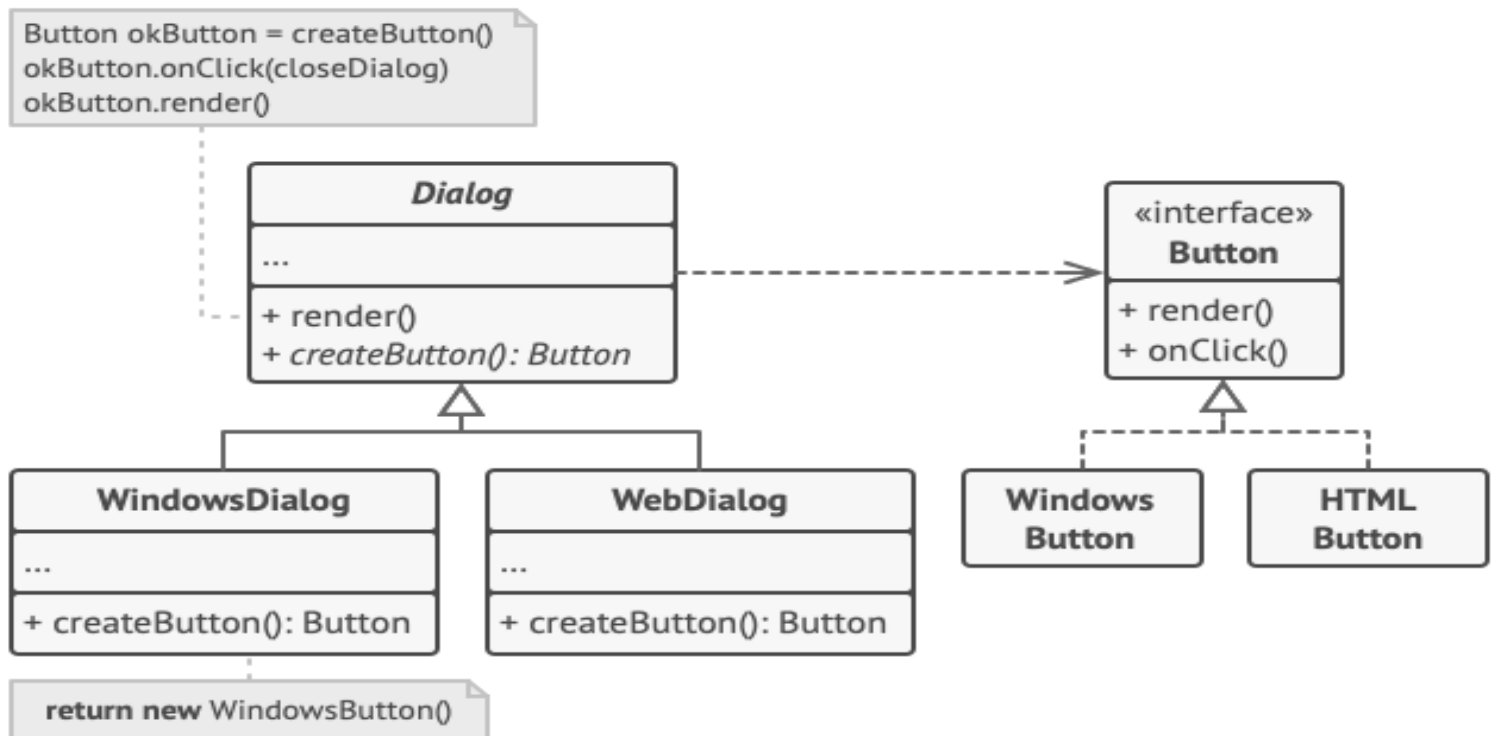 Button okButton = createButton()
okButton.onClick(closeDialog)
okButton.render()
Dialog
...
+ render()
+ createButton(): Button
«interface»
Button
+ render()
+ onClick()
WindowsDialog
...
+ createButton(): Button
WebDialog
...
+ createButton(): Button
Windows
Button
HTML
Button
return new WindowsButton()